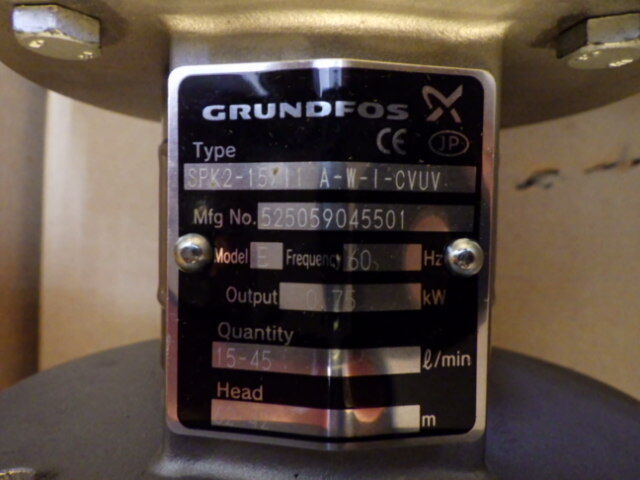 GRUNDFOS
CE JP
Type
SPK2-15/11 A-W-I-CVUV
Mfg No. 525059045501
Model E Frequency 60 Hz
Output 0.75 kW
Quantity
15-45 ℓ/min
Head
m